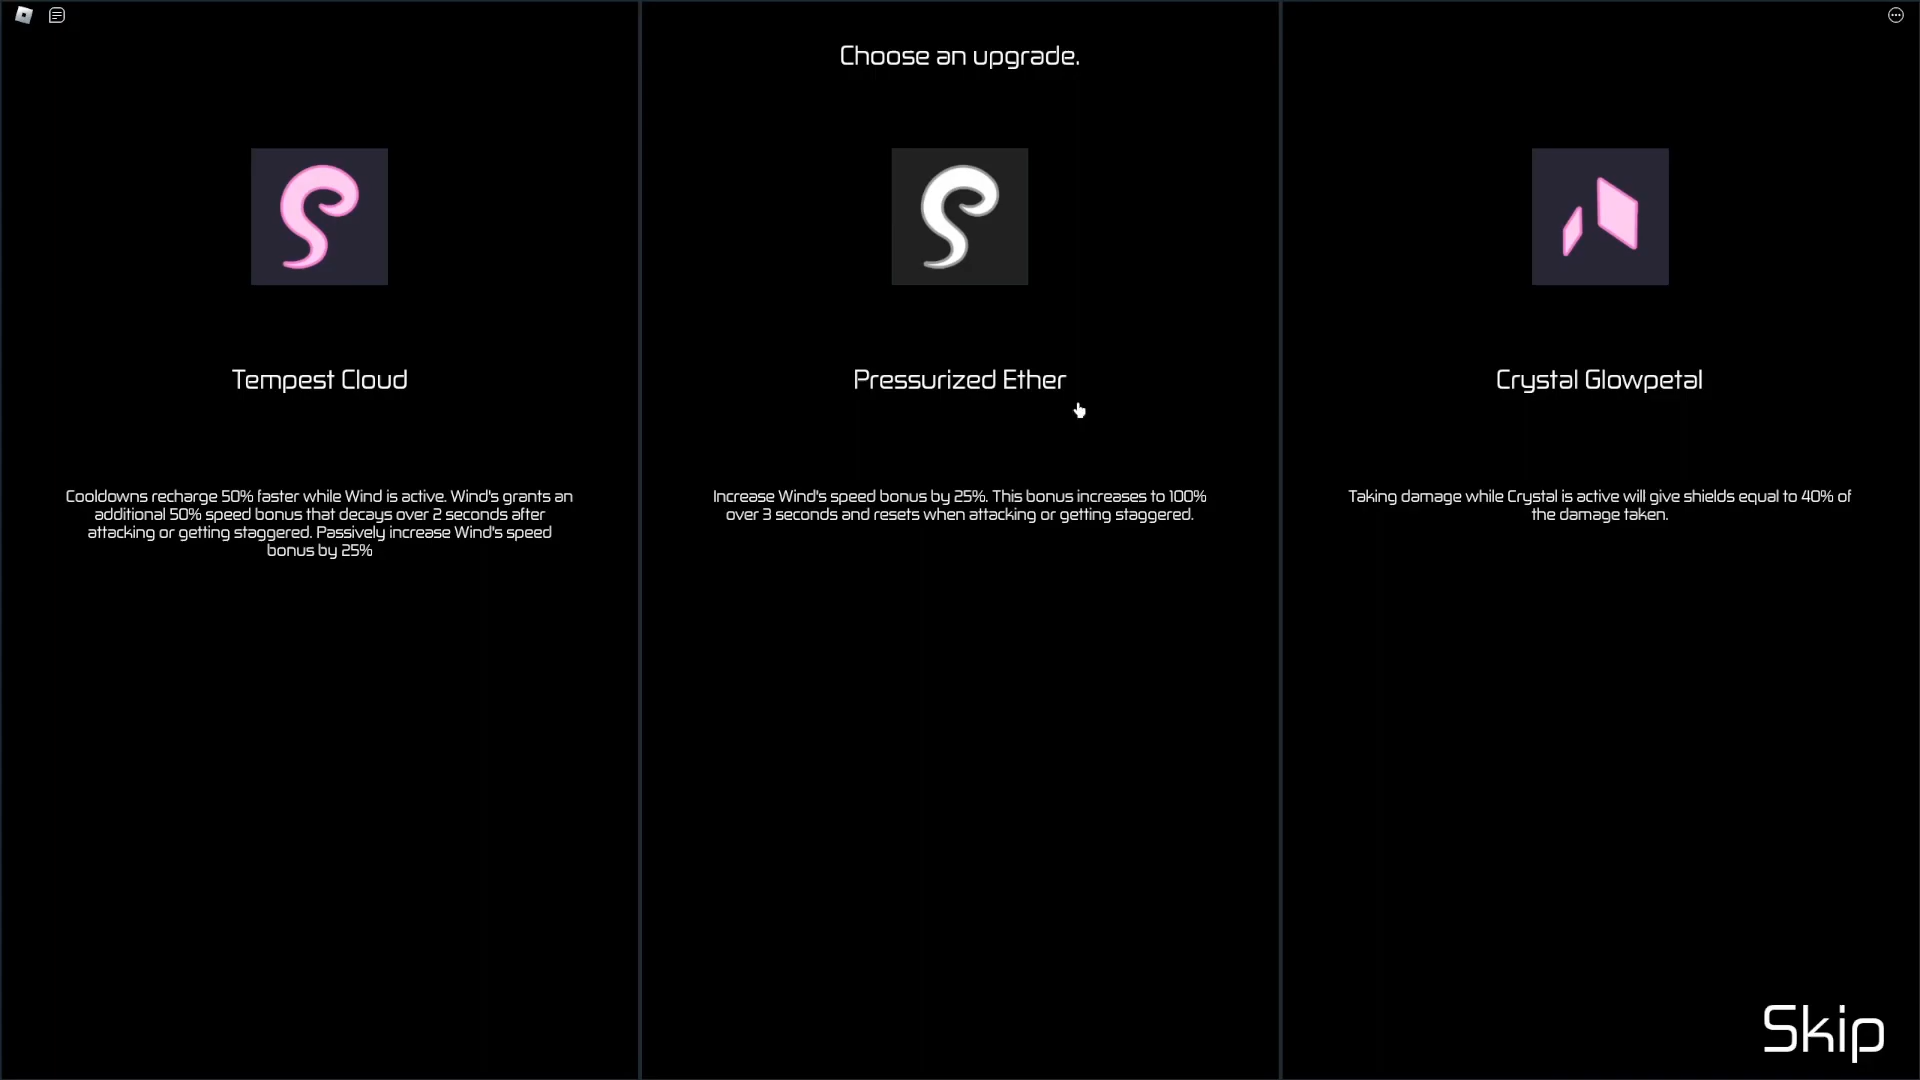 Choose an upgrade.
Tempest Cloud
Cooldowns recharge 50% faster while Wind is active. Wind's grants an
additional 50% speed bonus that decays over 2 seconds after
attacking or getting staggered. Passively increase Wind's speed
bonus by 25%
Pressurized Ether
Increase Wind's speed bonus by 25%. This bonus increases to 100%
over 3 seconds and resets when attacking or getting staggered.
Crystal Glowpetal
Taking damage while Crystal is active will give shields equal to 40% of
the damage taken.
Skip